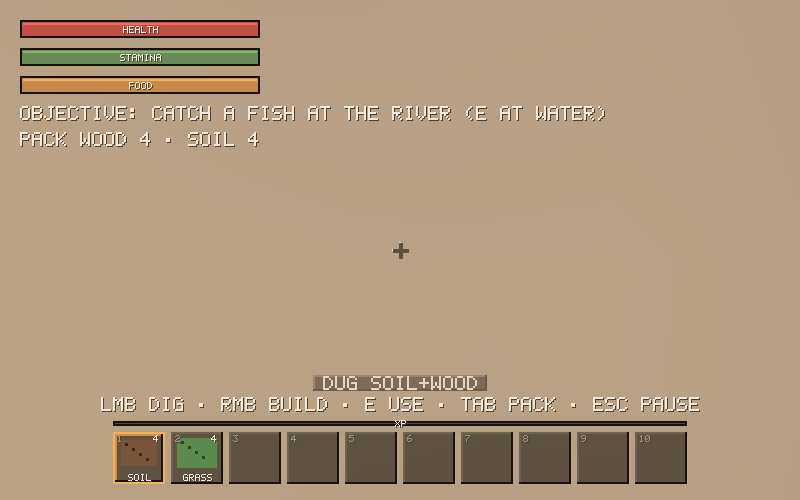 HEALTH
STAMINA
FOOD
OBJECTIVE: CATCH A FISH AT THE RIVER (E AT WATER)
PACK WOOD 4 · SOIL 4
DUG SOIL+WOOD
LMB DIG · RMB BUILD · E USE · TAB PACK · ESC PAUSE
XP
1 4 2 4 3 4 5 6 7 8 9 10
SOIL GRASS